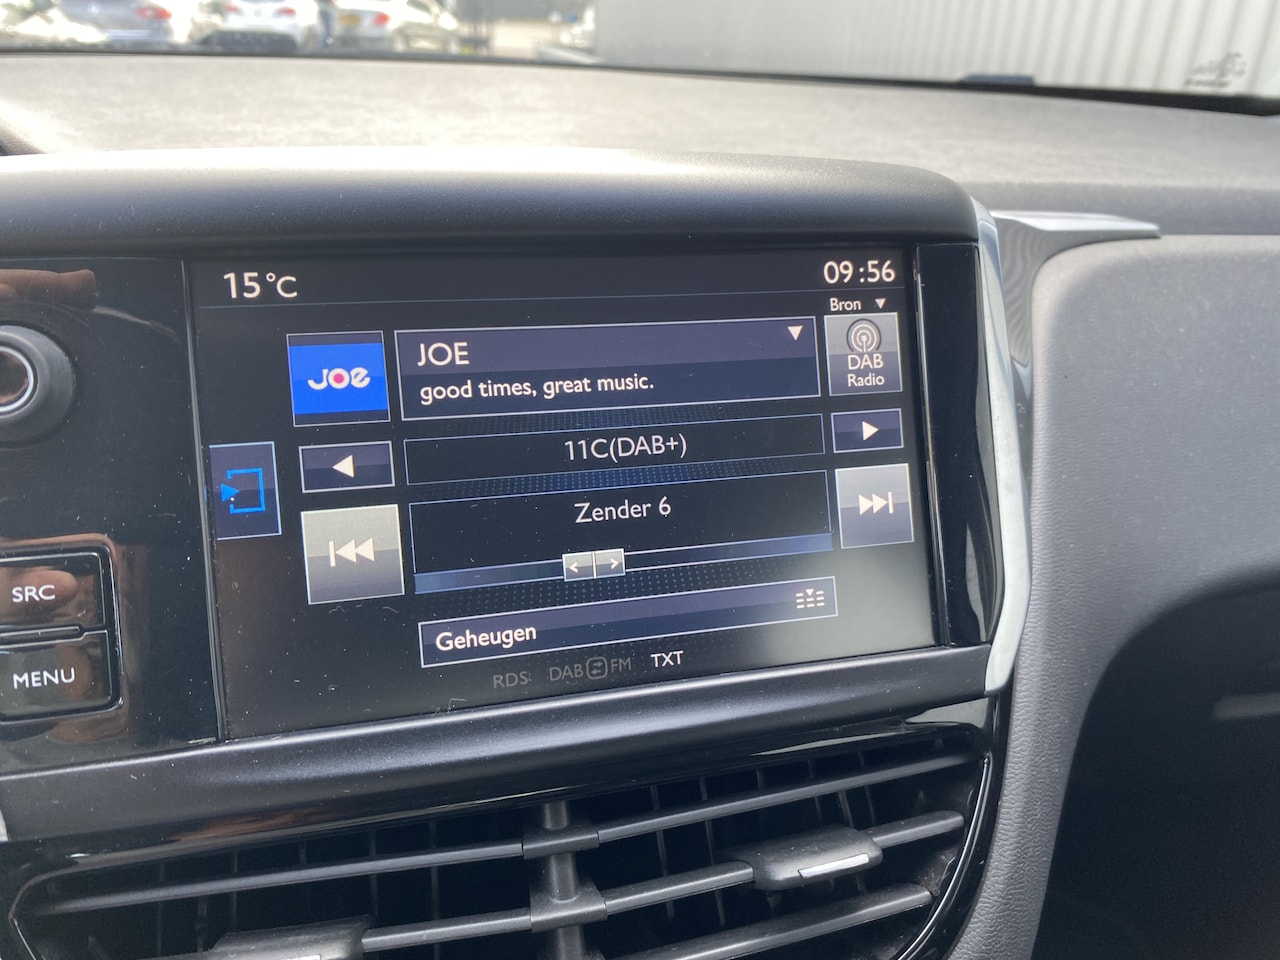 15°C
09:56
Bron
JOE
JOE
good times, great music.
DAB
Radio
11C(DAB+)
Zender 6
Geheugen
RDS DAB FM TXT
SRC
MENU